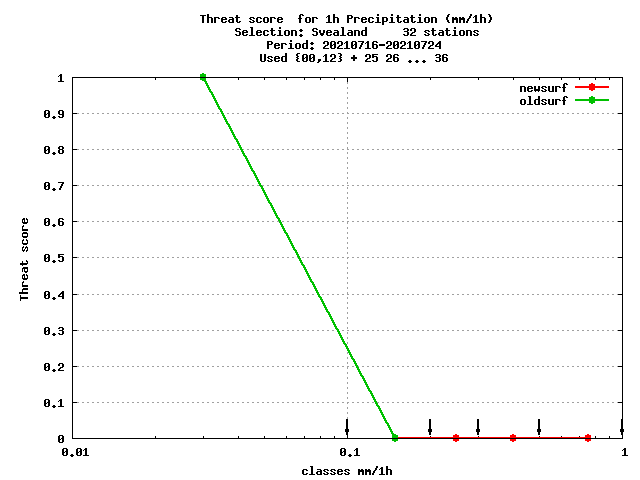 Threat score  for 1h Precipitation (mm/1h)
Selection: Svealand     32 stations
Period: 20210716-20210724
Used {00,12} + 25 26 ... 36
newsurf
oldsurf
1
0.9
0.8
0.7
0.6
0.5
0.4
0.3
0.2
0.1
0
Threat score
0.01
0.1
1
classes mm/1h